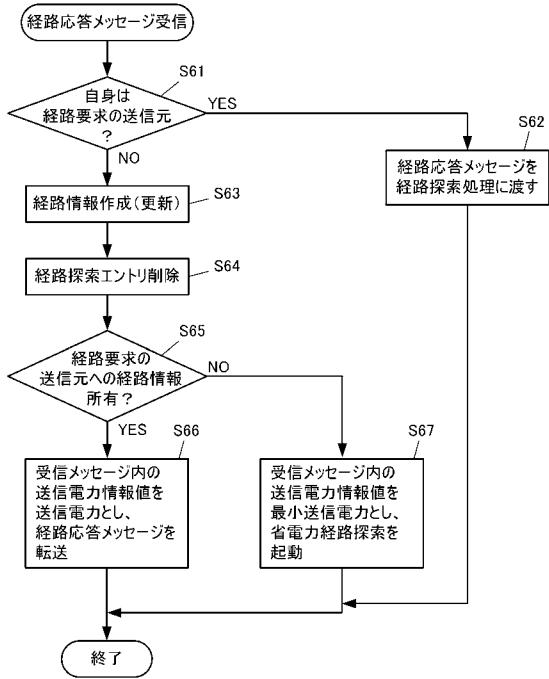 経路応答メッセージ受信
S61
自身は
経路要求の送信元
?
YES
NO
S62
経路応答メッセージを
経路探索処理に渡す
経路情報作成(更新)
S63
経路探索エントリ削除
S64
S65
経路要求の
送信元への経路情報
所有?
NO
YES
S66
受信メッセージ内の
送信電力情報値を
送信電力とし、
経路応答メッセージを
転送
S67
受信メッセージ内の
送信電力情報値を
最小送信電力とし、
省電力経路探索を
起動
終了